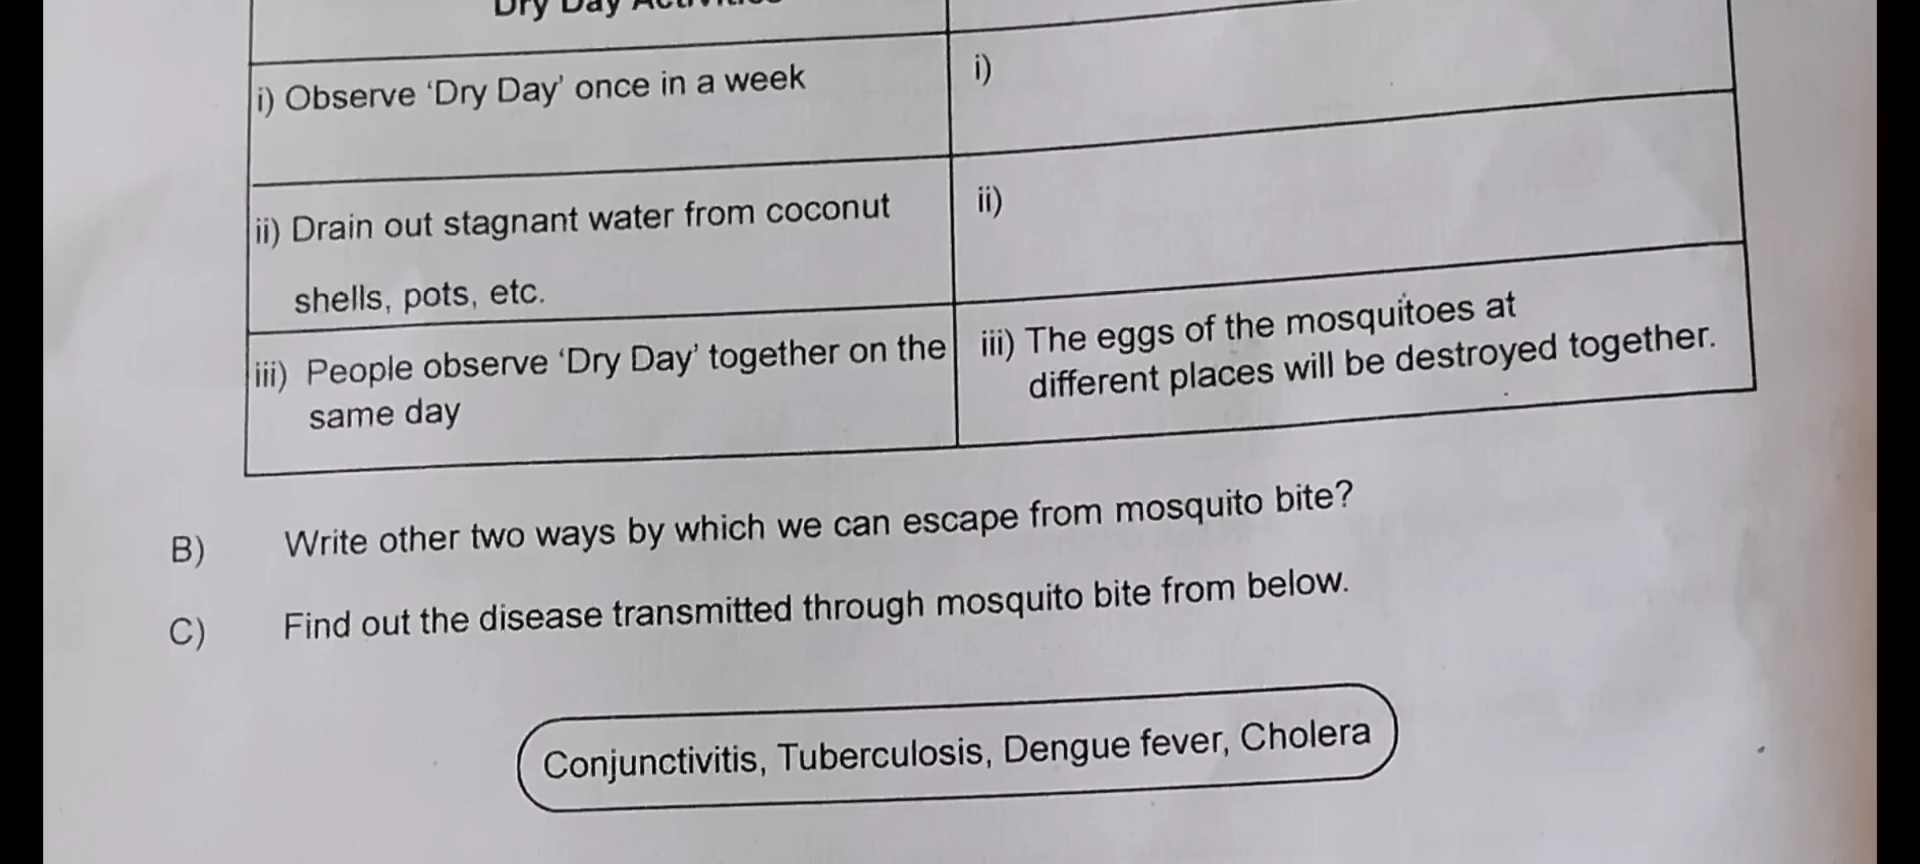 Dry Day
i) Observe ‘Dry Day’ once in a week
i)
ii) Drain out stagnant water from coconut
shells, pots, etc.
ii)
iii) People observe ‘Dry Day’ together on the
same day
iii) The eggs of the mosquitoes at
different places will be destroyed together.
B) Write other two ways by which we can escape from mosquito bite?
C) Find out the disease transmitted through mosquito bite from below.
Conjunctivitis, Tuberculosis, Dengue fever, Cholera